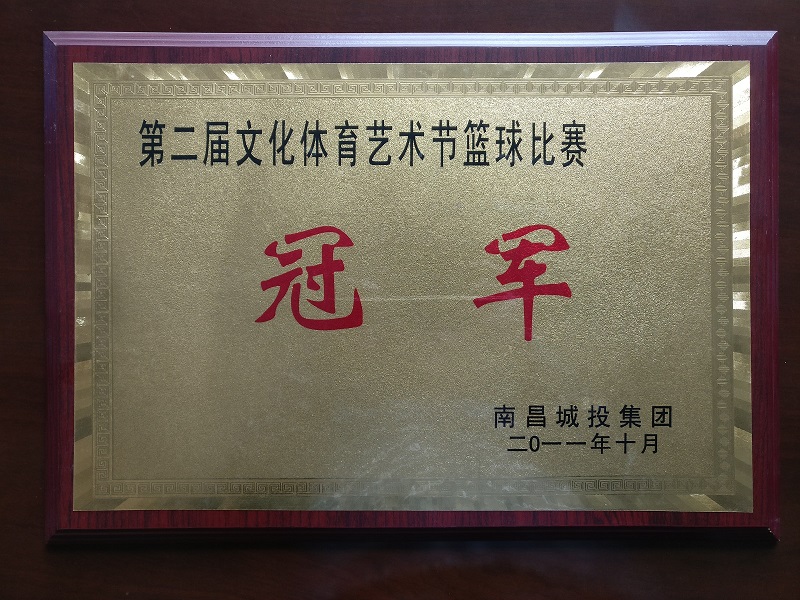 第二届文化体育艺术节篮球比赛
冠军
南昌城投集团
二0一一年十月